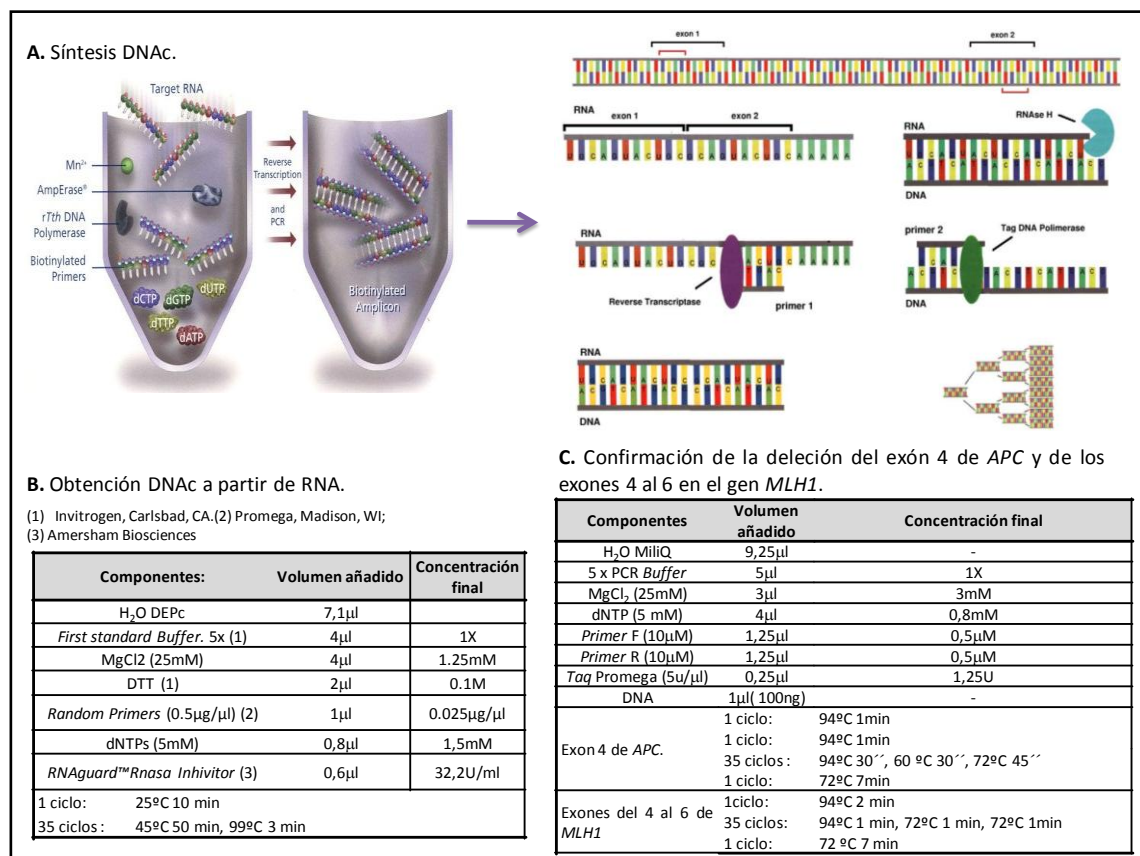 A. Síntesis DNAc.
Target RNA
Mn2+
AmpErase®
rTth DNA
Polymerase
Biotinylated
Primers
dCTP
dGTP
dUTP
dTTP
dATP
Reverse
Transcription
and
PCR
Biotinylated
Amplicon
exon 1
exon 2
RNA
exon 1
exon 2
RNAse H
RNA
DNA
RNA
Reverse Transcriptase
primer 1
primer 2
Tag DNA Polimerase
DNA
RNA
DNA
B. Obtención DNAc a partir de RNA.
(1) Invitrogen, Carlsbad, CA.(2) Promega, Madison, WI;
(3) Amersham Biosciences
Componentes: Volumen añadido Concentración final
H2O DEPc 7,1µl
First standard Buffer. 5x (1) 4µl 1X
MgCl2 (25mM) 4µl 1.25mM
DTT (1) 2µl 0.1M
Random Primers (0.5µg/µl) (2) 1µl 0.025µg/µl
dNTPs (5mM) 0,8µl 1,5mM
RNAguard™Rnasa Inhivitor (3) 0,6µl 32,2U/ml
1 ciclo: 25ºC 10 min
35 ciclos : 45ºC 50 min, 99ºC 3 min
C. Confirmación de la deleción del exón 4 de APC y de los
exones 4 al 6 en el gen MLH1.
Componentes Volumen añadido Concentración final
H2O MiliQ 9,25µl -
5 x PCR Buffer 5µl 1X
MgCl2 (25mM) 3µl 3mM
dNTP (5 mM) 4µl 0,8mM
Primer F (10µM) 1,25µl 0,5µM
Primer R (10µM) 1,25µl 0,5µM
Taq Promega (5u/µl) 0,25µl 1,25U
DNA 1µl( 100ng) -
Exon 4 de APC.
1 ciclo: 94ºC 1min
1 ciclo: 94ºC 1min
35 ciclos : 94ºC 30´´, 60 ºC 30´´, 72ºC 45´´
1 ciclo: 72ºC 7min
Exones del 4 al 6 de
MLH1
1ciclo: 94ºC 2 min
35 ciclos: 94ºC 1 min, 72ºC 1 min, 72ºC 1min
1 ciclo: 72 ºC 7 min